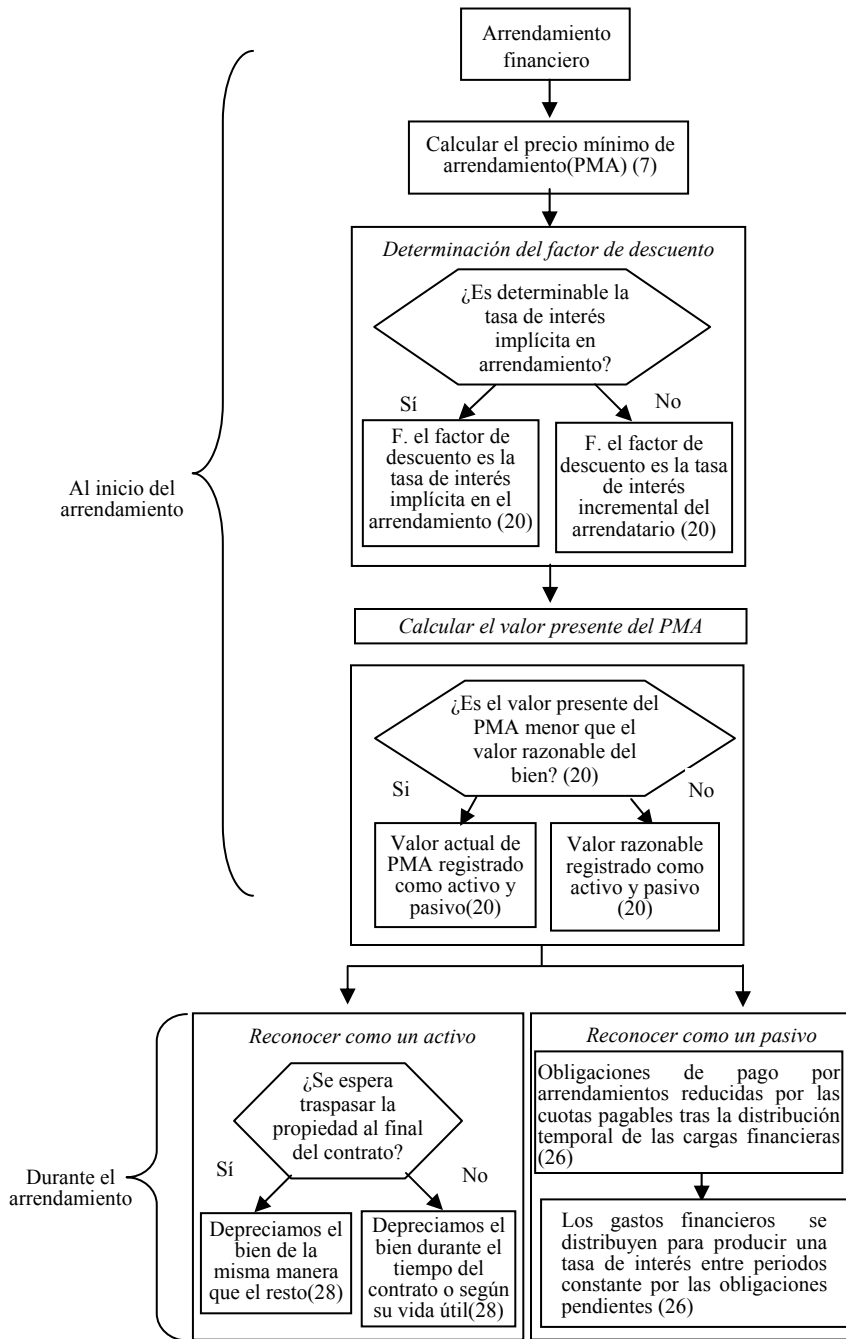 Arrendamiento
financiero
Calcular el precio mínimo de
arrendamiento(PMA) (7)
Determinación del factor de descuento
¿Es determinable la
tasa de interés
implícita en
arrendamiento?
Sí
No
F. el factor de
descuento es la
tasa de interés
implícita en el
arrendamiento (20)
F. el factor de
descuento es la tasa
de interés
incremental del
arrendatario (20)
Al inicio del
arrendamiento
Calcular el valor presente del PMA
¿Es el valor presente del
PMA menor que el
valor razonable del
bien? (20)
Si
No
Valor actual de
PMA registrado
como activo y
pasivo(20)
Valor razonable
registrado como
activo y pasivo
(20)
Reconocer como un activo
¿Se espera
traspasar la
propiedad al final
del contrato?
Sí
No
Depreciamos el
bien de la
misma manera
que el resto(28)
Depreciamos el
bien durante el
tiempo del
contrato o según
su vida útil(28)
Durante el
arrendamiento
Reconocer como un pasivo
Obligaciones de pago por
arrendamientos reducidas por las
cuotas pagables tras la distribución
temporal de las cargas financieras
(26)
Los gastos financieros se
distribuyen para producir una
tasa de interés entre periodos
constante por las obligaciones
pendientes (26)